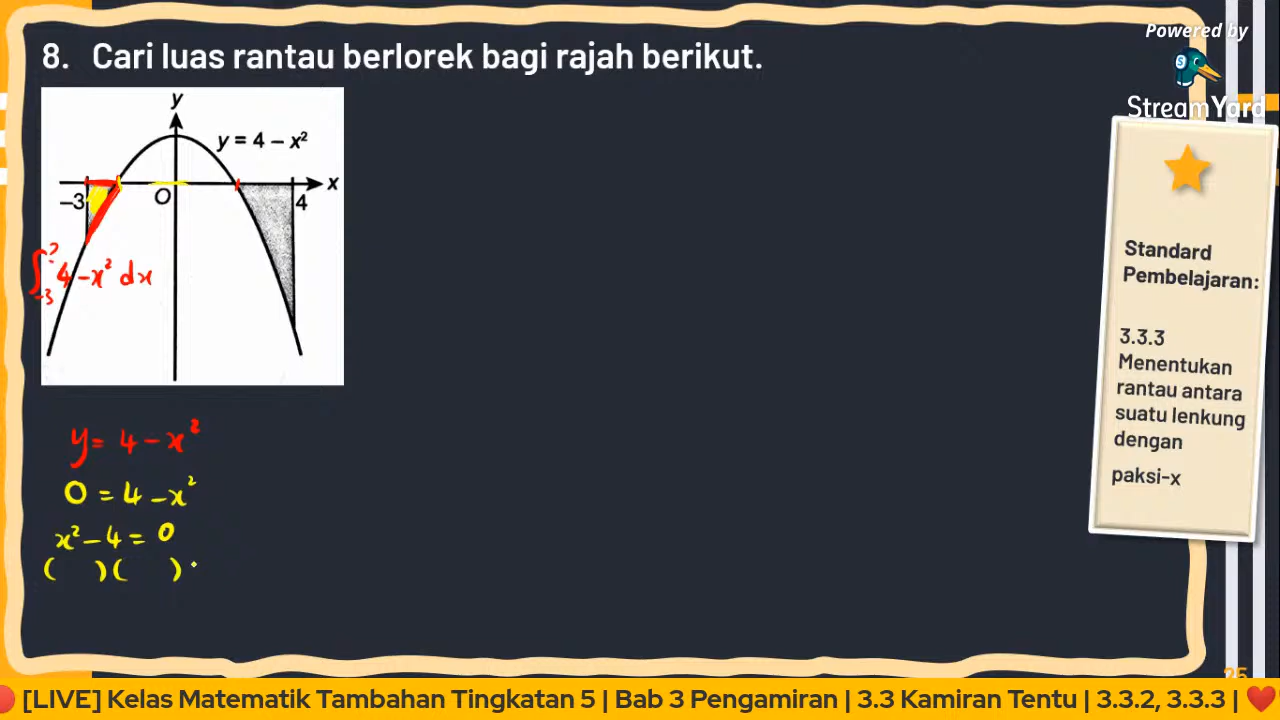 Powered by
StreamYard
8. Cari luas rantau berlorek bagi rajah berikut.
y
y = 4 – x²
x
–3
O
4
∫₋₃^? 4 – x² dx
y = 4 – x²
0 = 4 – x²
x² – 4 = 0
( )( )
Standard
Pembelajaran:
3.3.3
Menentukan
rantau antara
suatu lenkung
dengan
paksi-x
[LIVE] Kelas Matematik Tambahan Tingkatan 5 | Bab 3 Pengamiran | 3.3 Kamiran Tentu | 3.3.2, 3.3.3 |